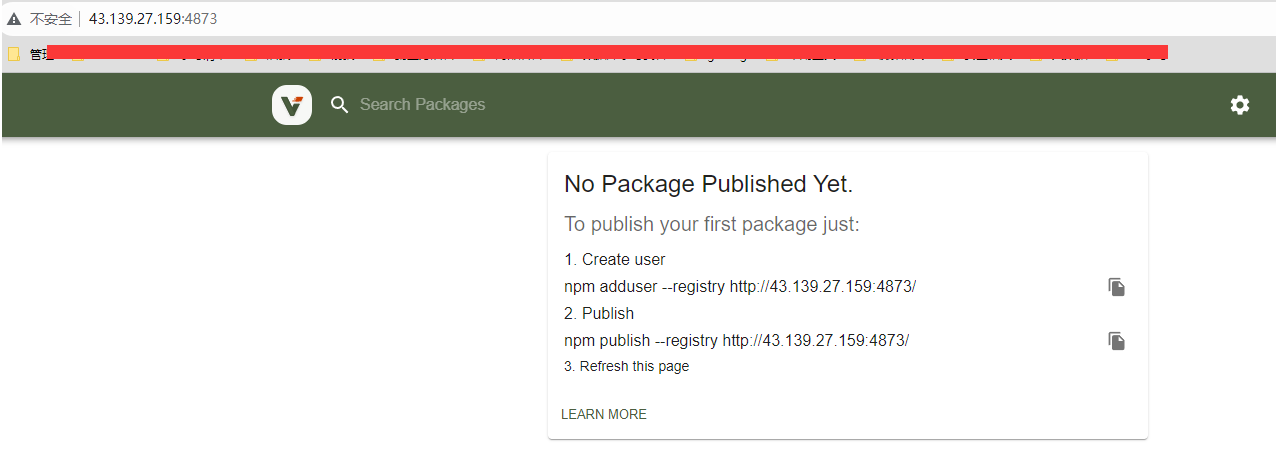 不安全 43.139.27.159:4873
管理
Search Packages
No Package Published Yet.
To publish your first package just:
1. Create user
npm adduser --registry http://43.139.27.159:4873/
2. Publish
npm publish --registry http://43.139.27.159:4873/
3. Refresh this page
LEARN MORE